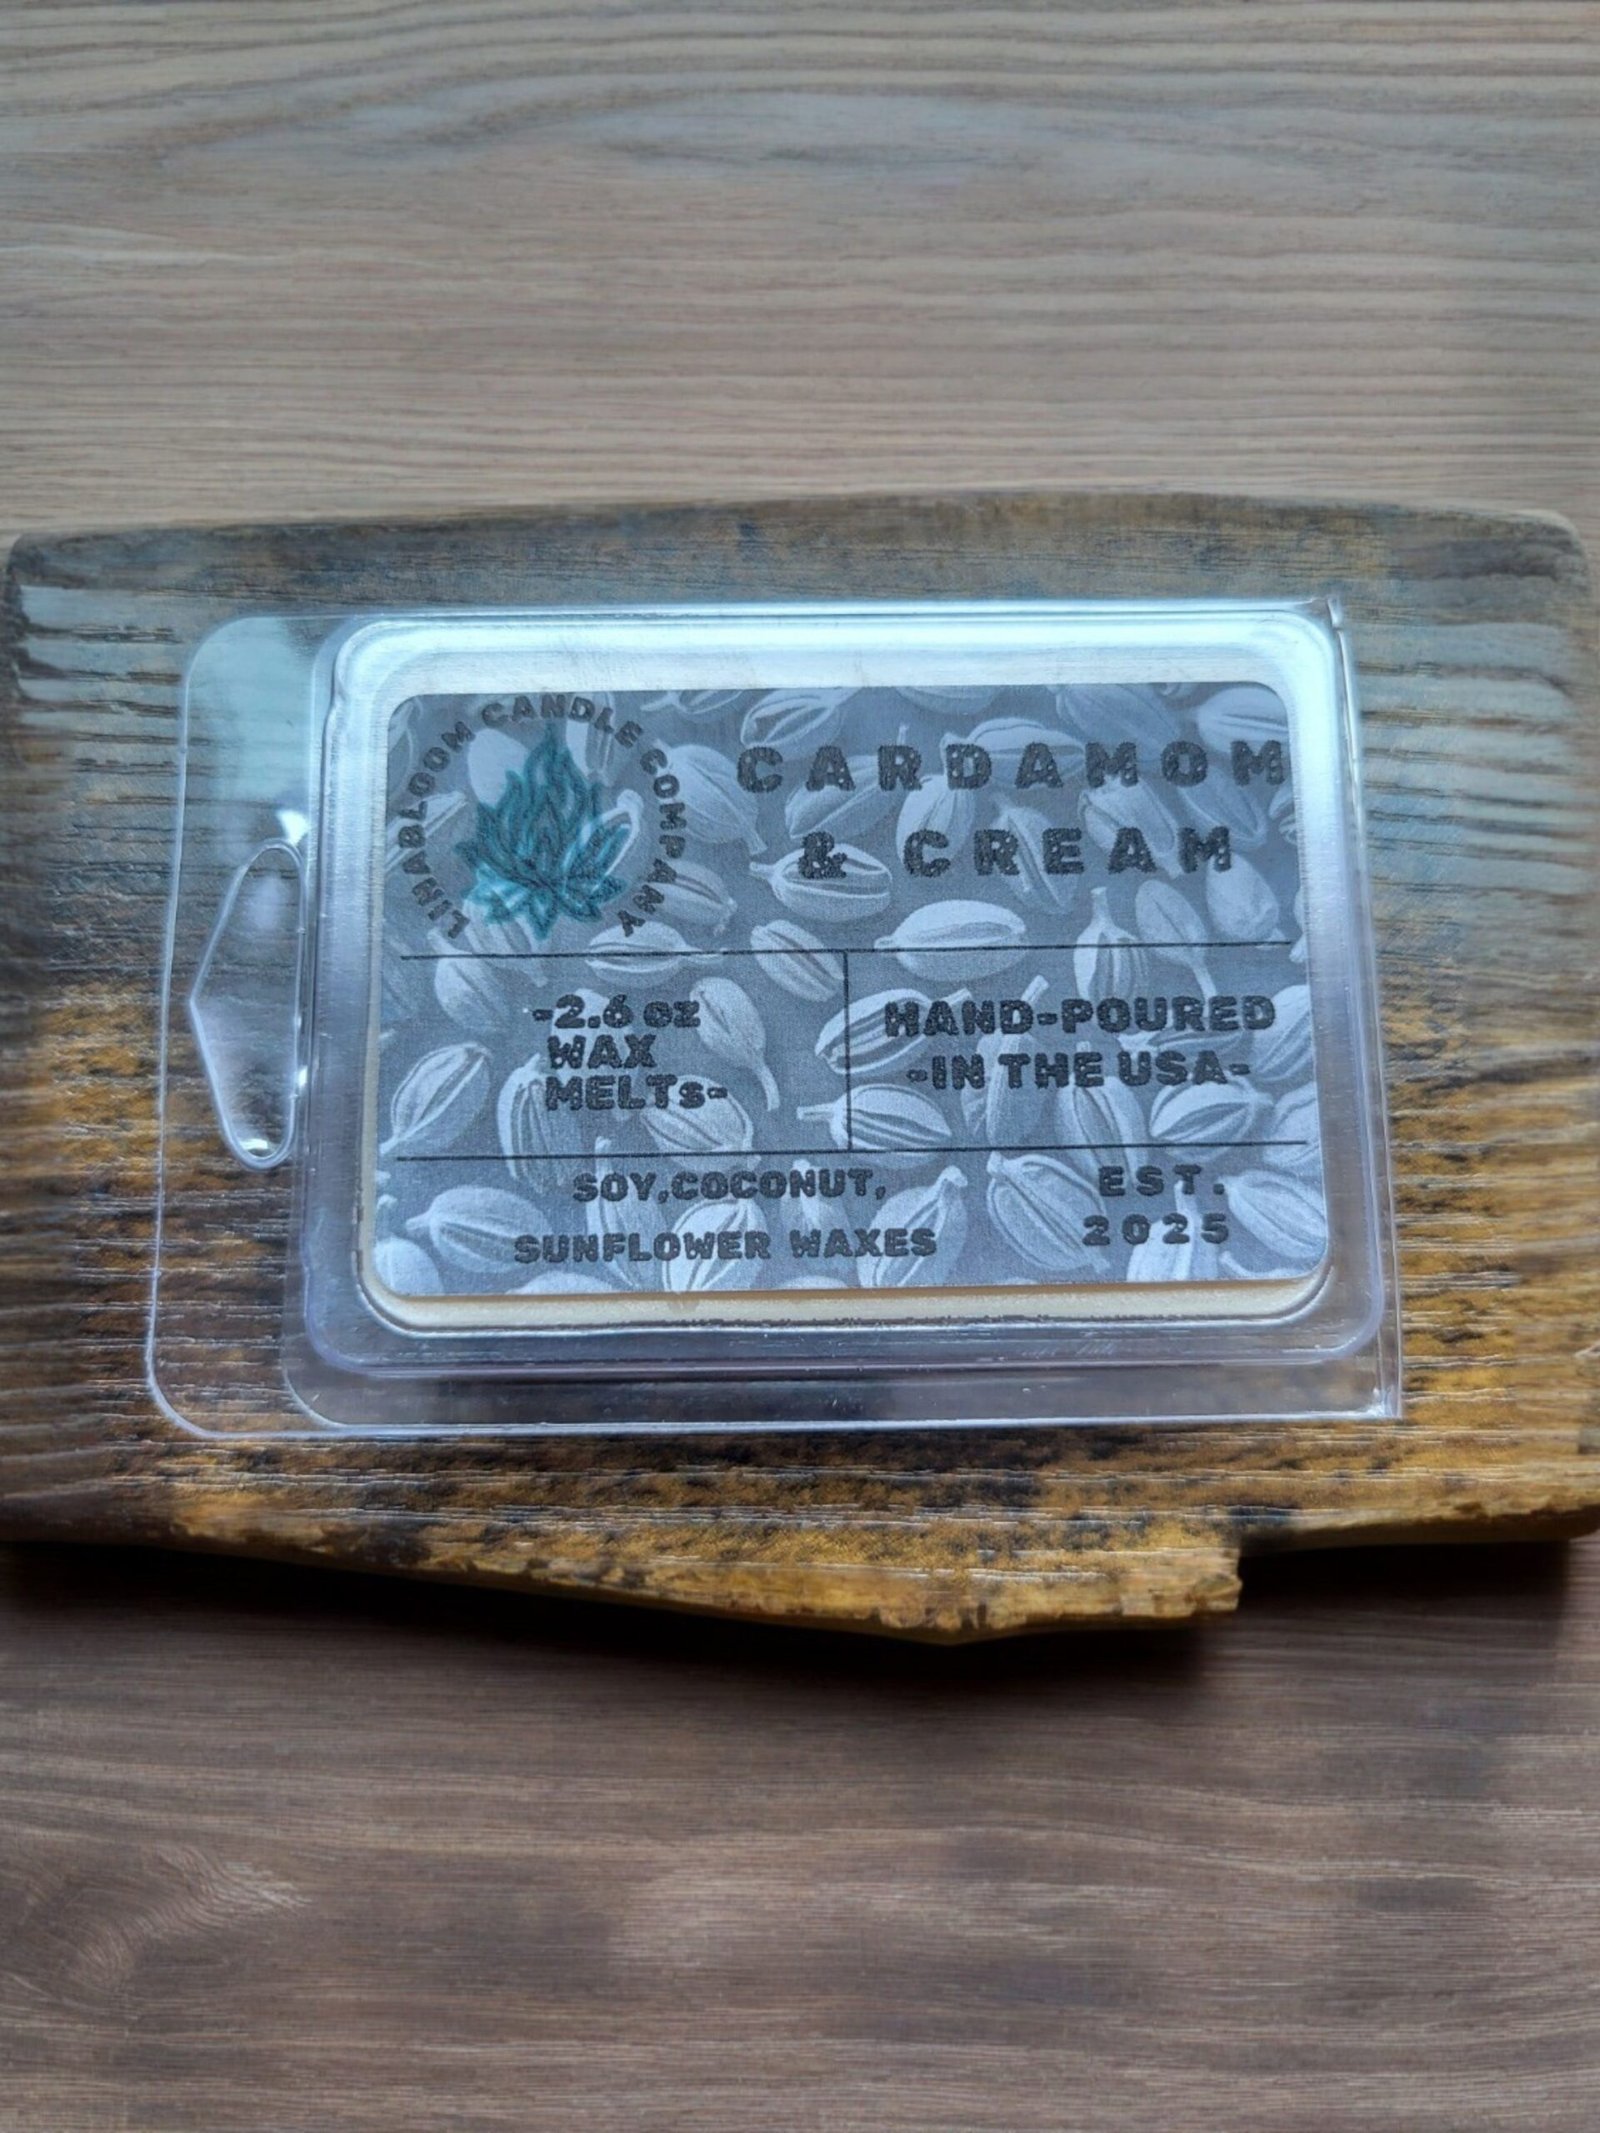 LINABLOOM CANDLE COMPANY
CARDAMOM
& CREAM
-2.6 oz
WAX
MELTs-
HAND-POURED
-IN THE USA-
SOY,COCONUT,
SUNFLOWER WAXES
EST.
2025